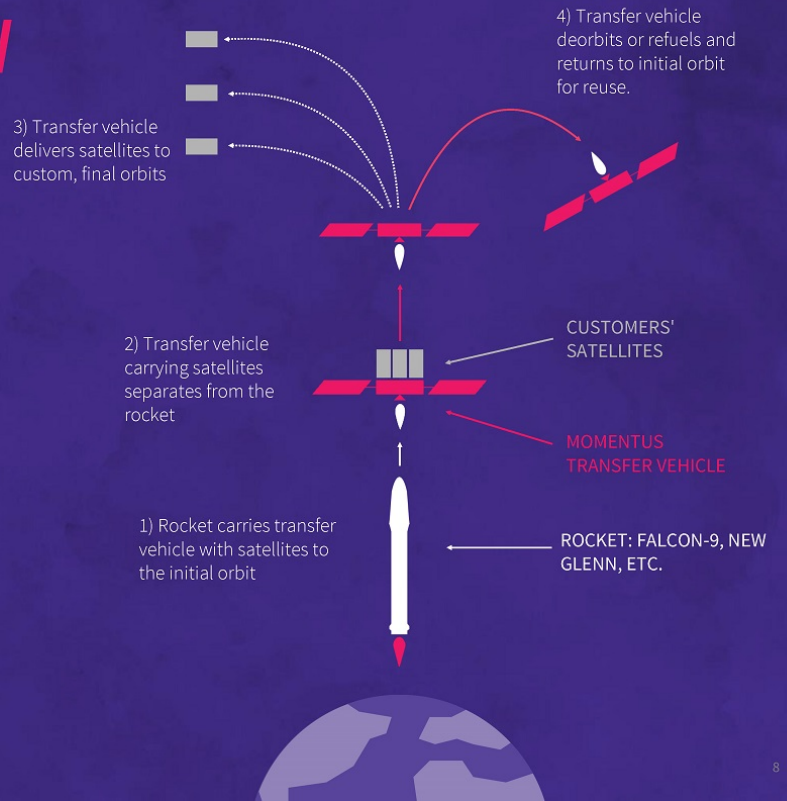 4) Transfer vehicle
deorbits or refuels and
returns to initial orbit
for reuse.
3) Transfer vehicle
delivers satellites to
custom, final orbits
2) Transfer vehicle
carrying satellites
separates from the
rocket
CUSTOMERS'
SATELLITES
MOMENTUS
TRANSFER VEHICLE
1) Rocket carries transfer
vehicle with satellites to
the initial orbit
ROCKET: FALCON-9, NEW
GLENN, ETC.
8